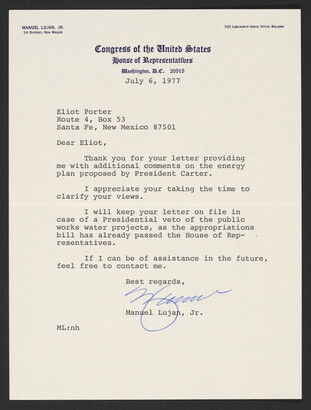 MANUEL LUJAN, JR.
1ST DISTRICT, NEW MEXICO
1323 LONGWORTH HOUSE OFFICE BUILDING
Congress of the United States
House of Representatives
Washington, D.C. 20515
July 6, 1977
Eliot Porter
Route 4, Box 53
Santa Fe, New Mexico 87501
Dear Eliot,
Thank you for your letter providing
me with additional comments on the energy
plan proposed by President Carter.
I appreciate your taking the time to
clarify your views.
I will keep your letter on file in
case of a Presidential veto of the public
works water projects, as the appropriations
bill has already passed the House of Rep-
resentatives.
If I can be of assistance in the future,
feel free to contact me.
Best regards,
Manuel Lujan, Jr.
ML:nh